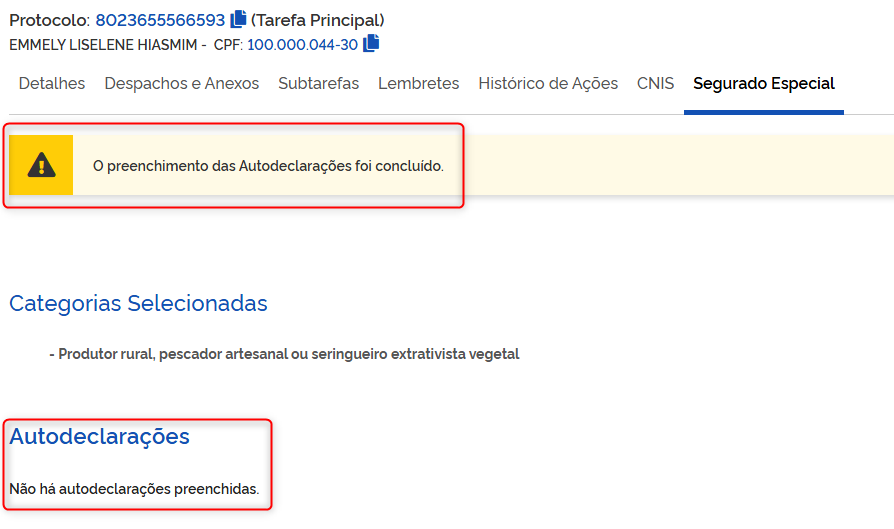 Protocolo: 8023655566593 (Tarefa Principal)
EMMELY LISELENE HIASMIM - CPF: 100.000.044-30
Detalhes Despachos e Anexos Subtarefas Lembretes Histórico de Ações CNIS Segurado Especial
O preenchimento das Autodeclarações foi concluído.
Categorias Selecionadas
- Produtor rural, pescador artesanal ou seringueiro extrativista vegetal
Autodeclarações
Não há autodeclarações preenchidas.